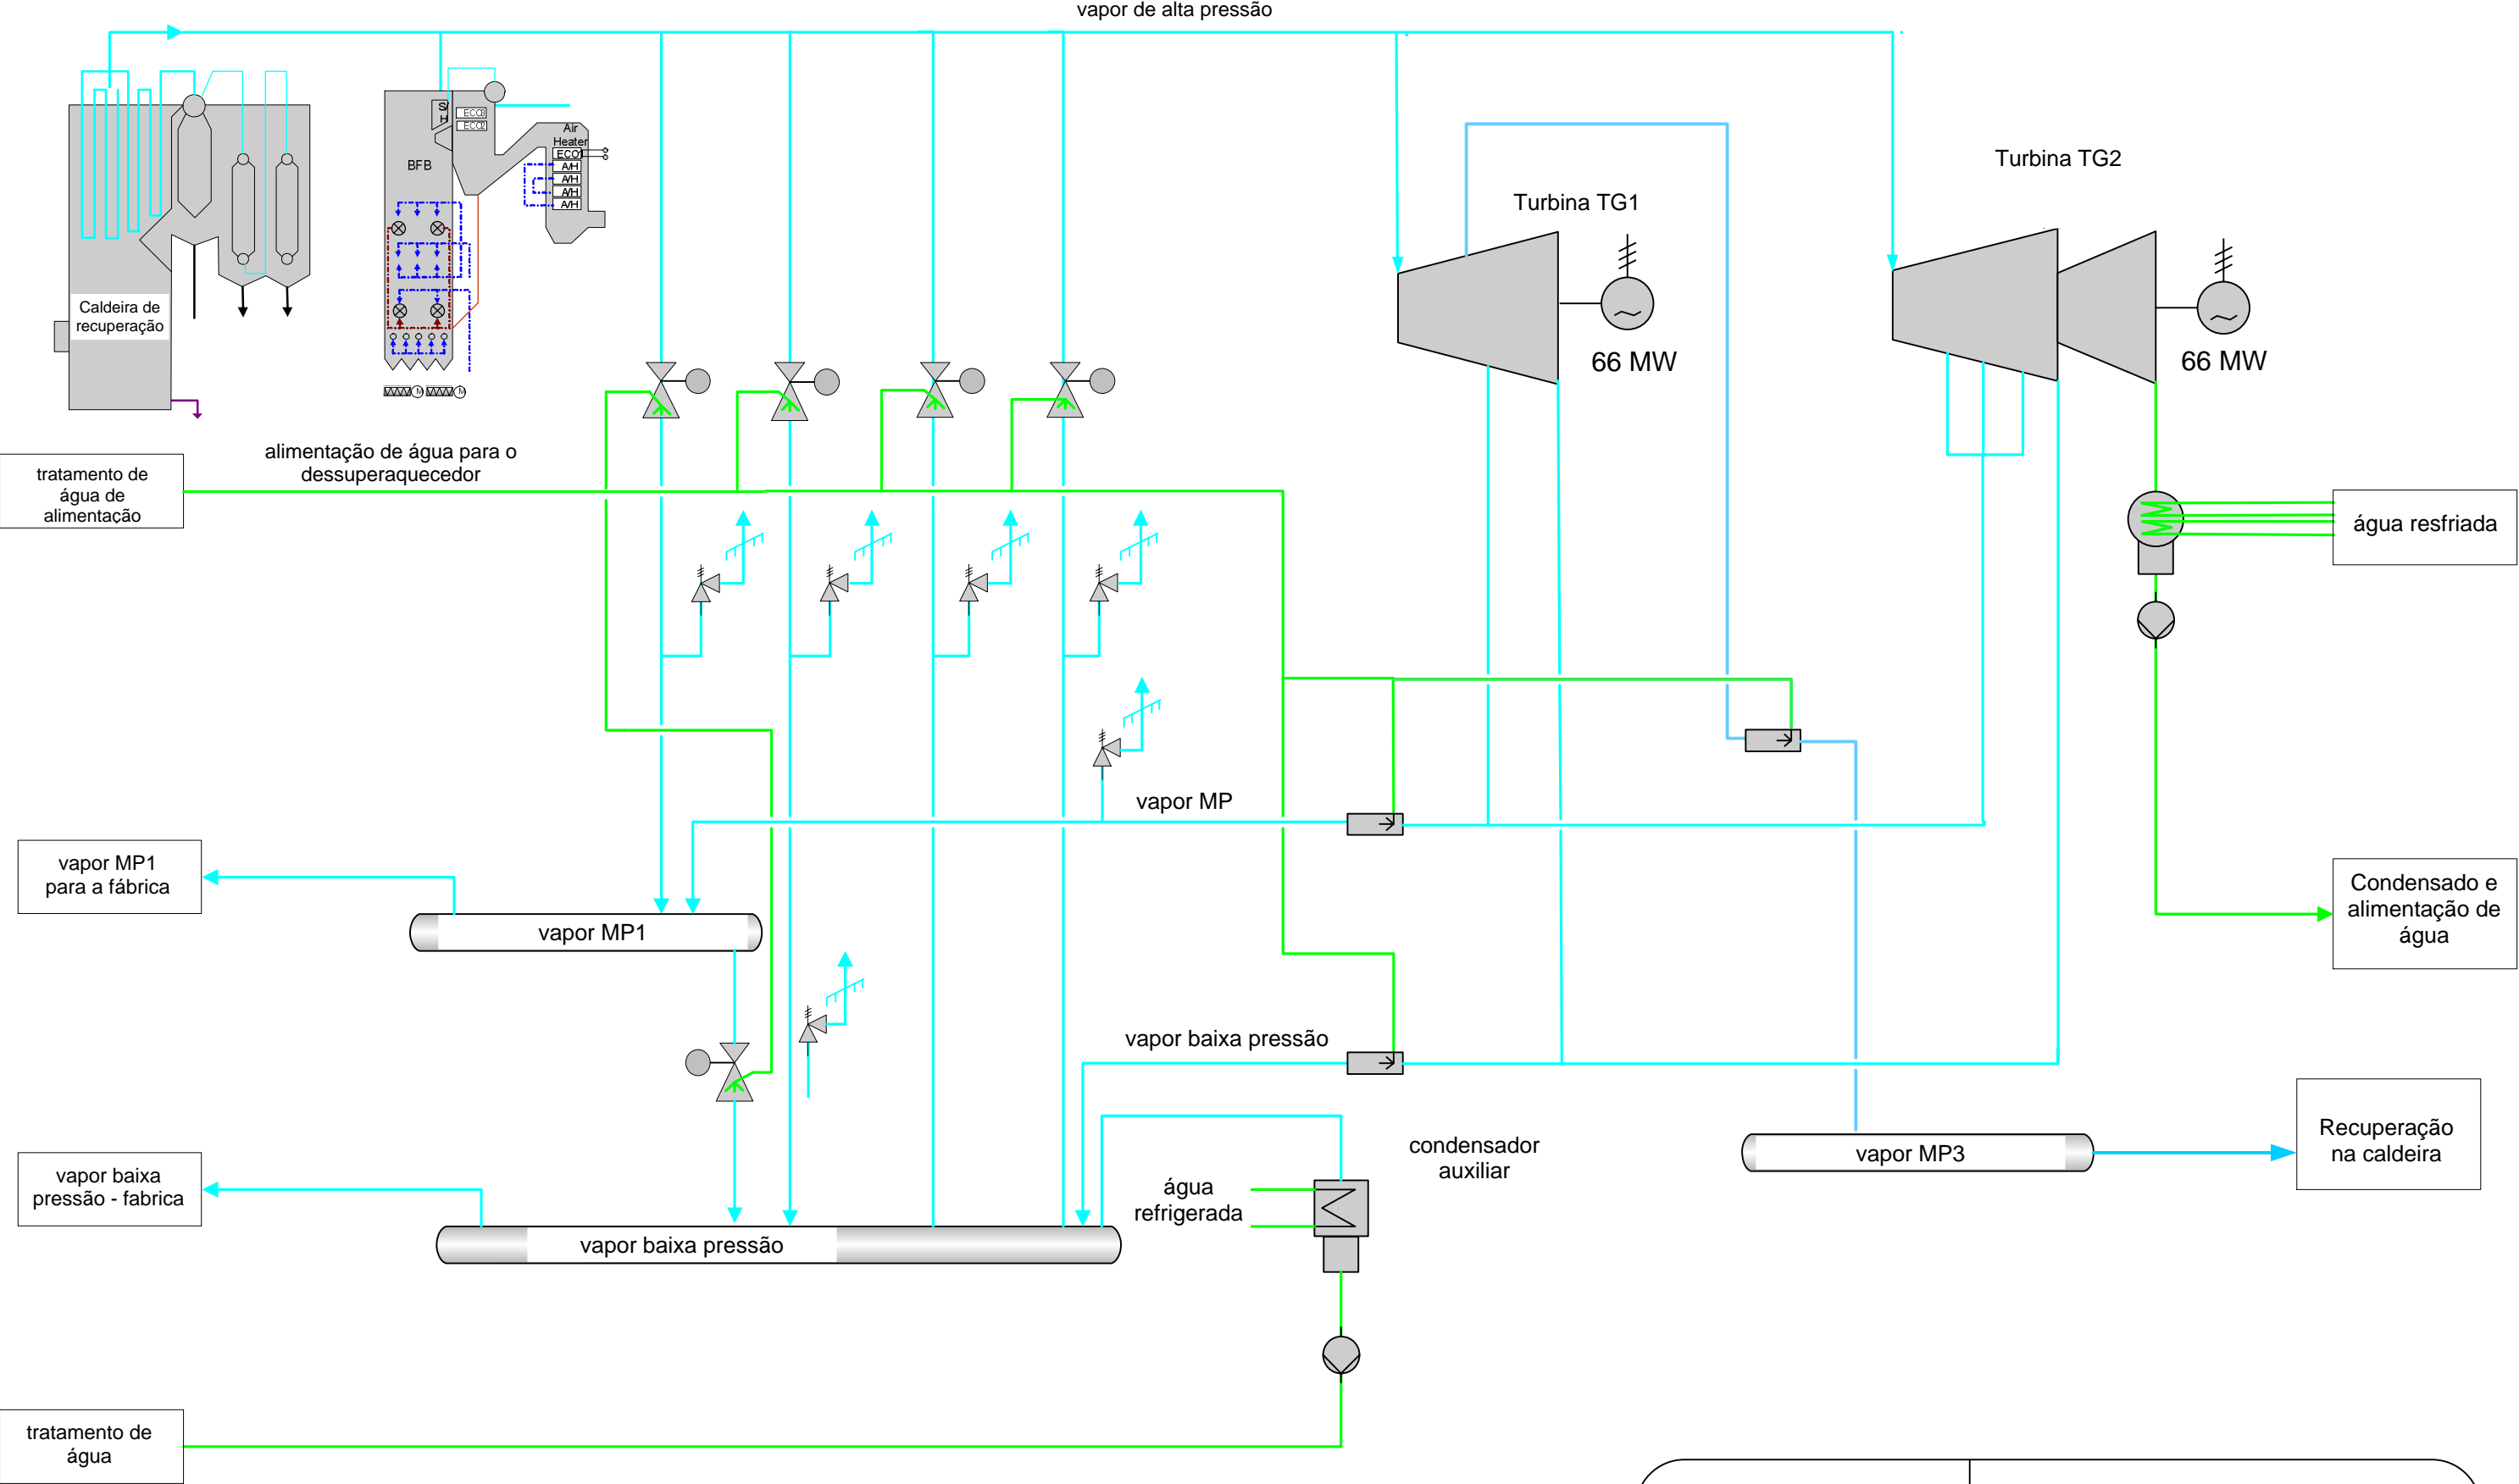 vapor de alta pressão
S/
H
ECO3
ECO2
Air
Heater
ECO1
A/H
A/H
A/H
A/H
BFB
Turbina TG2
Turbina TG1
Caldeira de
recuperação
66 MW
66 MW
M
M
alimentação de água para o
dessuperaquecedor
tratamento de
água de
alimentação
água resfriada
vapor MP
vapor MP1
para a fábrica
Condensado e
alimentação de
água
vapor MP1
vapor baixa pressão
Recuperação
na caldeira
condensador
auxiliar
vapor MP3
vapor baixa
pressão - fabrica
água
refrigerada
vapor baixa pressão
tratamento de
água